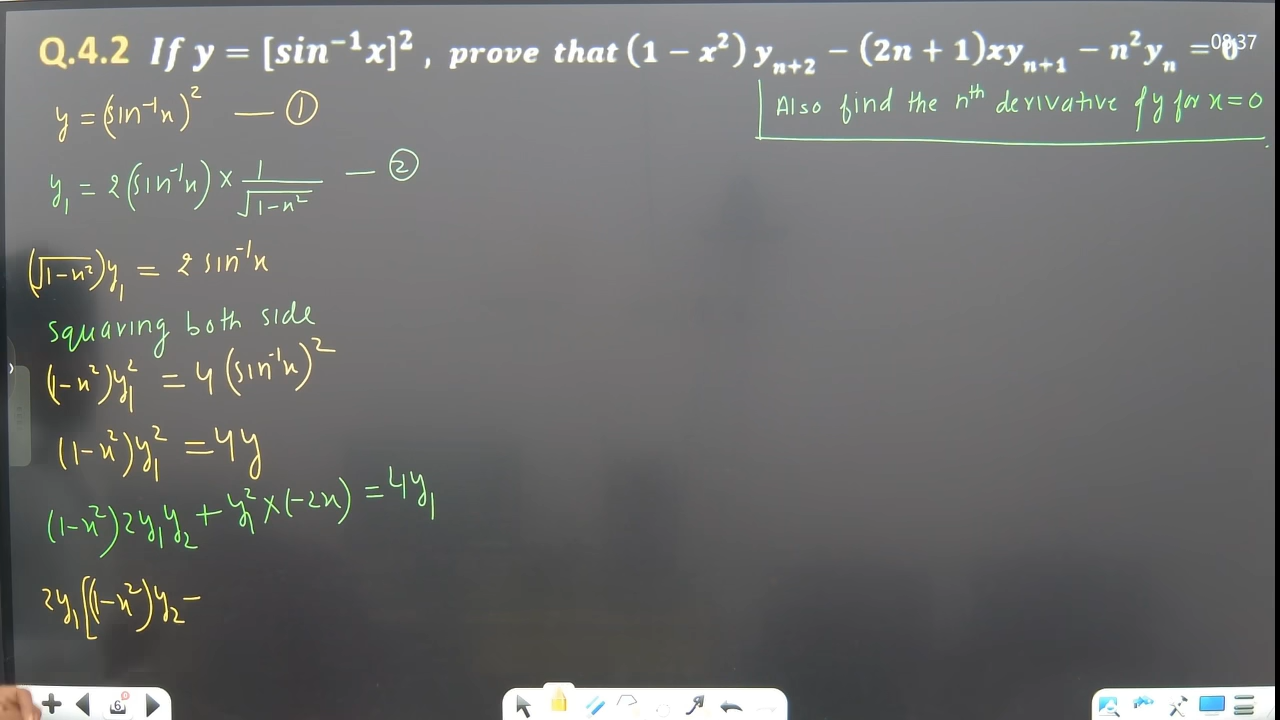 Q.4.2 If y = [sin⁻¹x]², prove that (1 − x²) yₙ₊₂ − (2n + 1)xyₙ₊₁ − n²yₙ = 0
08:37
Also find the nth derivative of y for x=0
y = (sin⁻¹x)² — ①
y₁ = 2(sin⁻¹x) × 1/√(1−x²) — ②
(√(1−x²))y₁ = 2 sin⁻¹x
squaring both side
(1−x²)y₁² = 4(sin⁻¹x)²
(1−x²)y₁² = 4y
(1−x²)2y₁y₂ + y₁² × (−2x) = 4y₁
2y₁[(1−x²)y₂ −
6